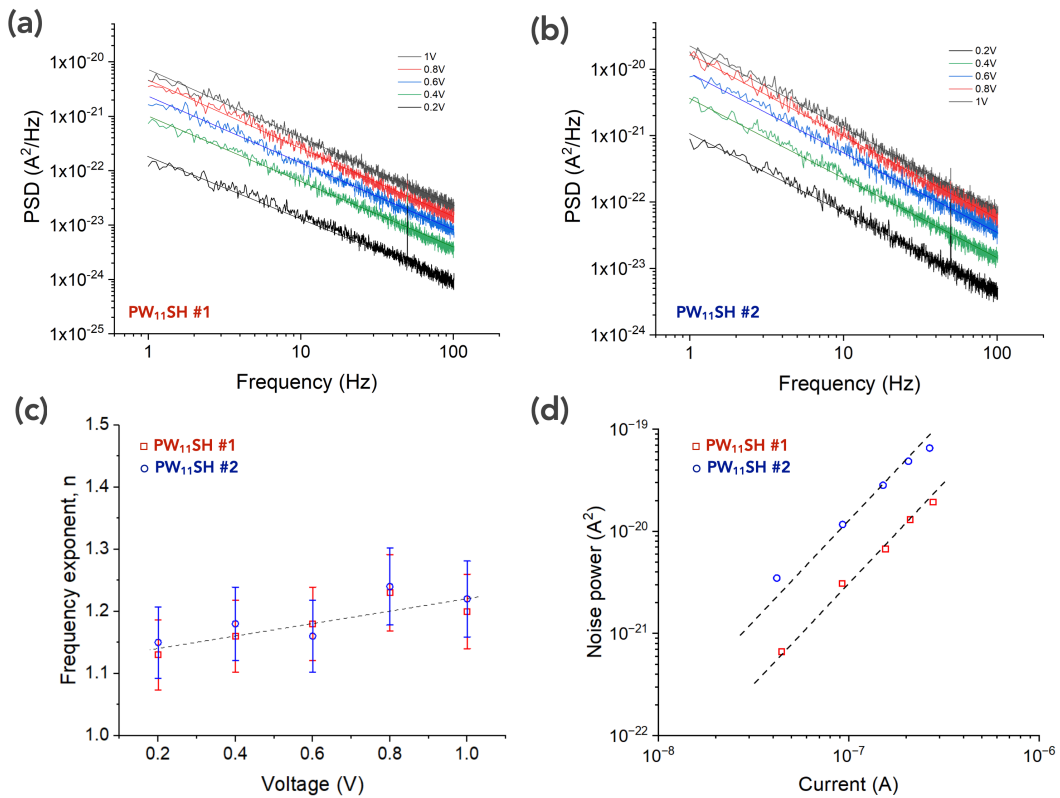 (a)
PSD (A²/Hz)
1x10⁻²⁰
1x10⁻²¹
1x10⁻²²
1x10⁻²³
1x10⁻²⁴
1x10⁻²⁵
1V
0.8V
0.6V
0.4V
0.2V
PW₁₁SH #1
1
10
100
Frequency (Hz)
(b)
PSD (A²/Hz)
1x10⁻²⁰
1x10⁻²¹
1x10⁻²²
1x10⁻²³
1x10⁻²⁴
0.2V
0.4V
0.6V
0.8V
1V
PW₁₁SH #2
1
10
100
Frequency (Hz)
(c)
Frequency exponent, n
1.5
1.4
1.3
1.2
1.1
1.0
PW₁₁SH #1
PW₁₁SH #2
0.2
0.4
0.6
0.8
1.0
Voltage (V)
(d)
Noise power (A²)
10⁻¹⁹
10⁻²⁰
10⁻²¹
10⁻²²
PW₁₁SH #1
PW₁₁SH #2
10⁻⁸
10⁻⁷
10⁻⁶
Current (A)